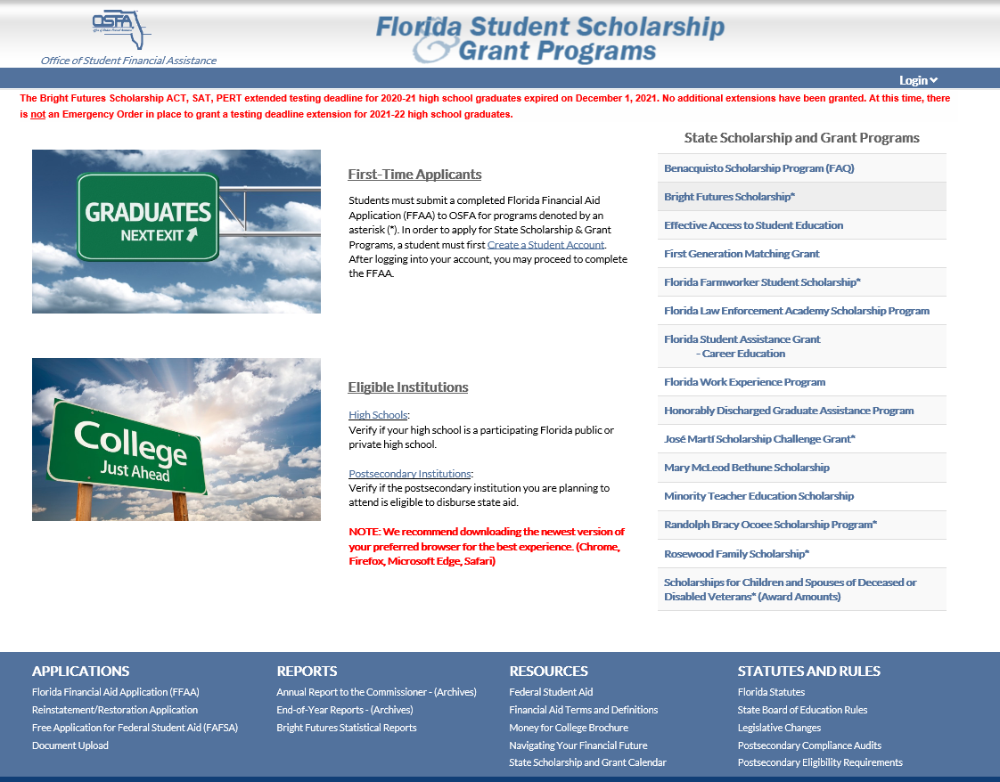 OSFA
Office of Student Financial Assistance
Florida Student Scholarship
& Grant Programs
Login
The Bright Futures Scholarship ACT, SAT, PERT extended testing deadline for 2020-21 high school graduates expired on December 1, 2021. No additional extensions have been granted. At this time, there
is not an Emergency Order in place to grant a testing deadline extension for 2021-22 high school graduates.
GRADUATES
NEXT EXIT
First-Time Applicants
Students must submit a completed Florida Financial Aid
Application (FFAA) to OSFA for programs denoted by an
asterisk (*). In order to apply for State Scholarship & Grant
Programs, a student must first Create a Student Account.
After logging into your account, you may proceed to complete
the FFAA.
College
Just Ahead
Eligible Institutions
High Schools:
Verify if your high school is a participating Florida public or
private high school.
Postsecondary Institutions:
Verify if the postsecondary institution you are planning to
attend is eligible to disburse state aid.
NOTE: We recommend downloading the newest version of
your preferred browser for the best experience. (Chrome,
Firefox, Microsoft Edge, Safari)
State Scholarship and Grant Programs
Benacquisto Scholarship Program (FAQ)
Bright Futures Scholarship*
Effective Access to Student Education
First Generation Matching Grant
Florida Farmworker Student Scholarship*
Florida Law Enforcement Academy Scholarship Program
Florida Student Assistance Grant
- Career Education
Florida Work Experience Program
Honorably Discharged Graduate Assistance Program
José Martí Scholarship Challenge Grant*
Mary McLeod Bethune Scholarship
Minority Teacher Education Scholarship
Randolph Bracy Ocoee Scholarship Program*
Rosewood Family Scholarship*
Scholarships for Children and Spouses of Deceased or
Disabled Veterans* (Award Amounts)
APPLICATIONS
Florida Financial Aid Application (FFAA)
Reinstatement/Restoration Application
Free Application for Federal Student Aid (FAFSA)
Document Upload
REPORTS
Annual Report to the Commissioner - (Archives)
End-of-Year Reports - (Archives)
Bright Futures Statistical Reports
RESOURCES
Federal Student Aid
Financial Aid Terms and Definitions
Money for College Brochure
Navigating Your Financial Future
State Scholarship and Grant Calendar
STATUTES AND RULES
Florida Statutes
State Board of Education Rules
Legislative Changes
Postsecondary Compliance Audits
Postsecondary Eligibility Requirements